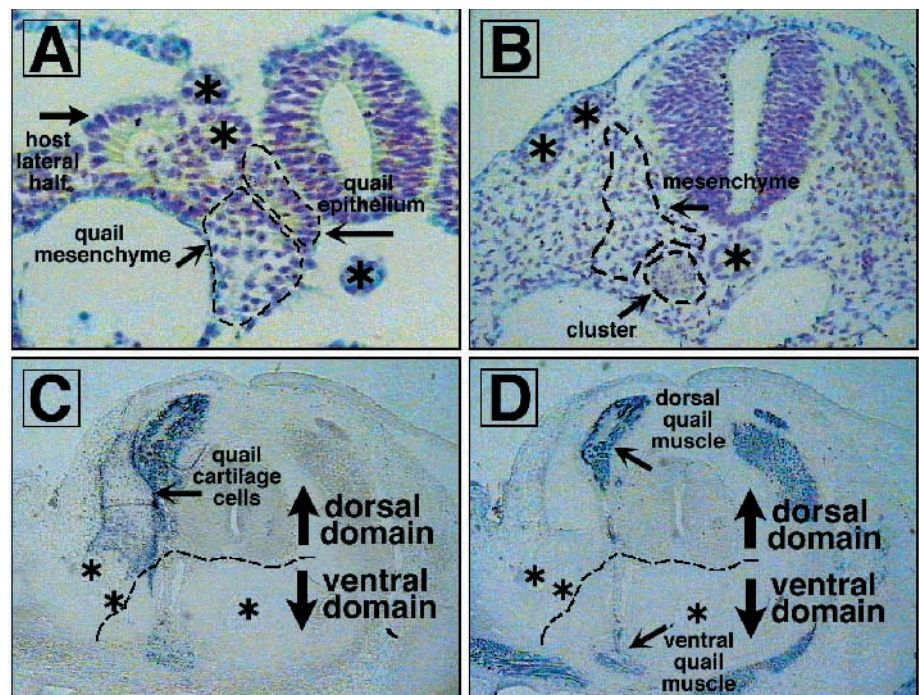 A
*
*
host
lateral
half
quail
epithelium
quail
mesenchyme
*
B
*
*
mesenchyme
*
cluster
C
quail
cartilage
cells
dorsal
domain
ventral
domain
*
*
*
D
dorsal
quail
muscle
dorsal
domain
ventral
domain
*
*
*
ventral
quail
muscle